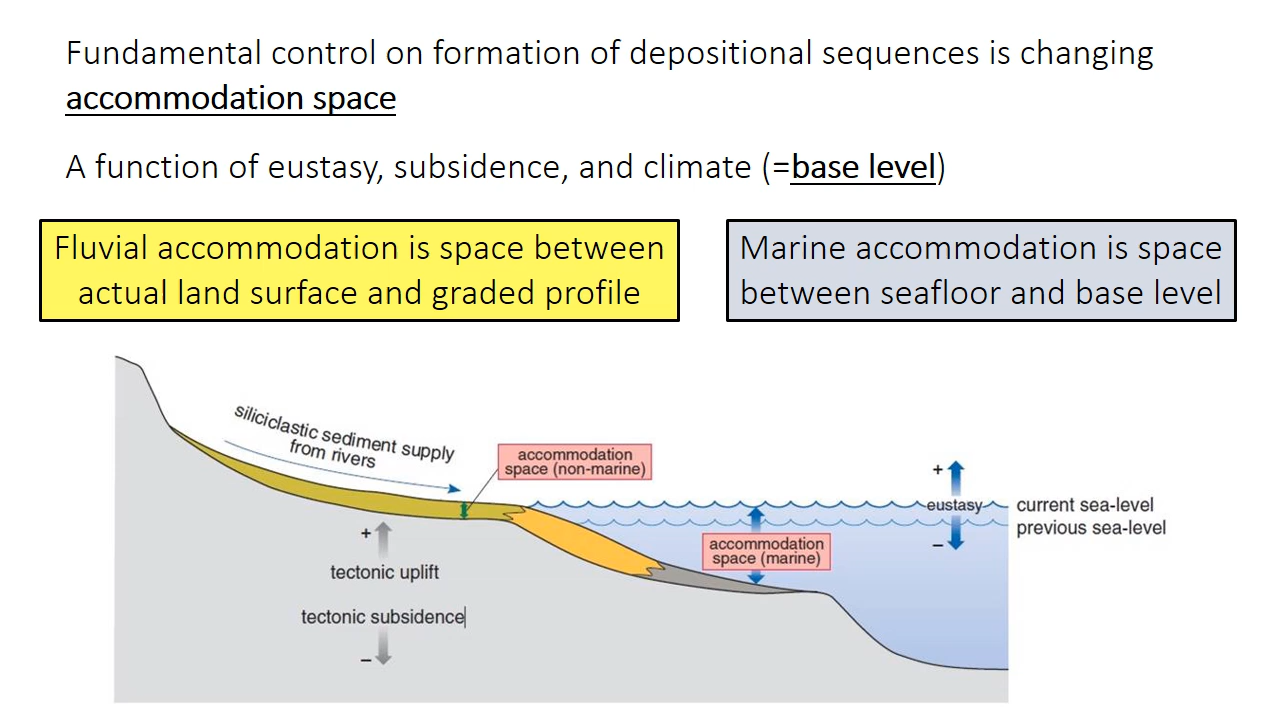 Fundamental control on formation of depositional sequences is changing
accommodation space
A function of eustasy, subsidence, and climate (=base level)
Fluvial accommodation is space between
actual land surface and graded profile
Marine accommodation is space
between seafloor and base level
siliciclastic sediment supply
from rivers
accommodation
space (non-marine)
+
eustasy
−
current sea-level
previous sea-level
accommodation
space (marine)
+
tectonic uplift
tectonic subsidence
−